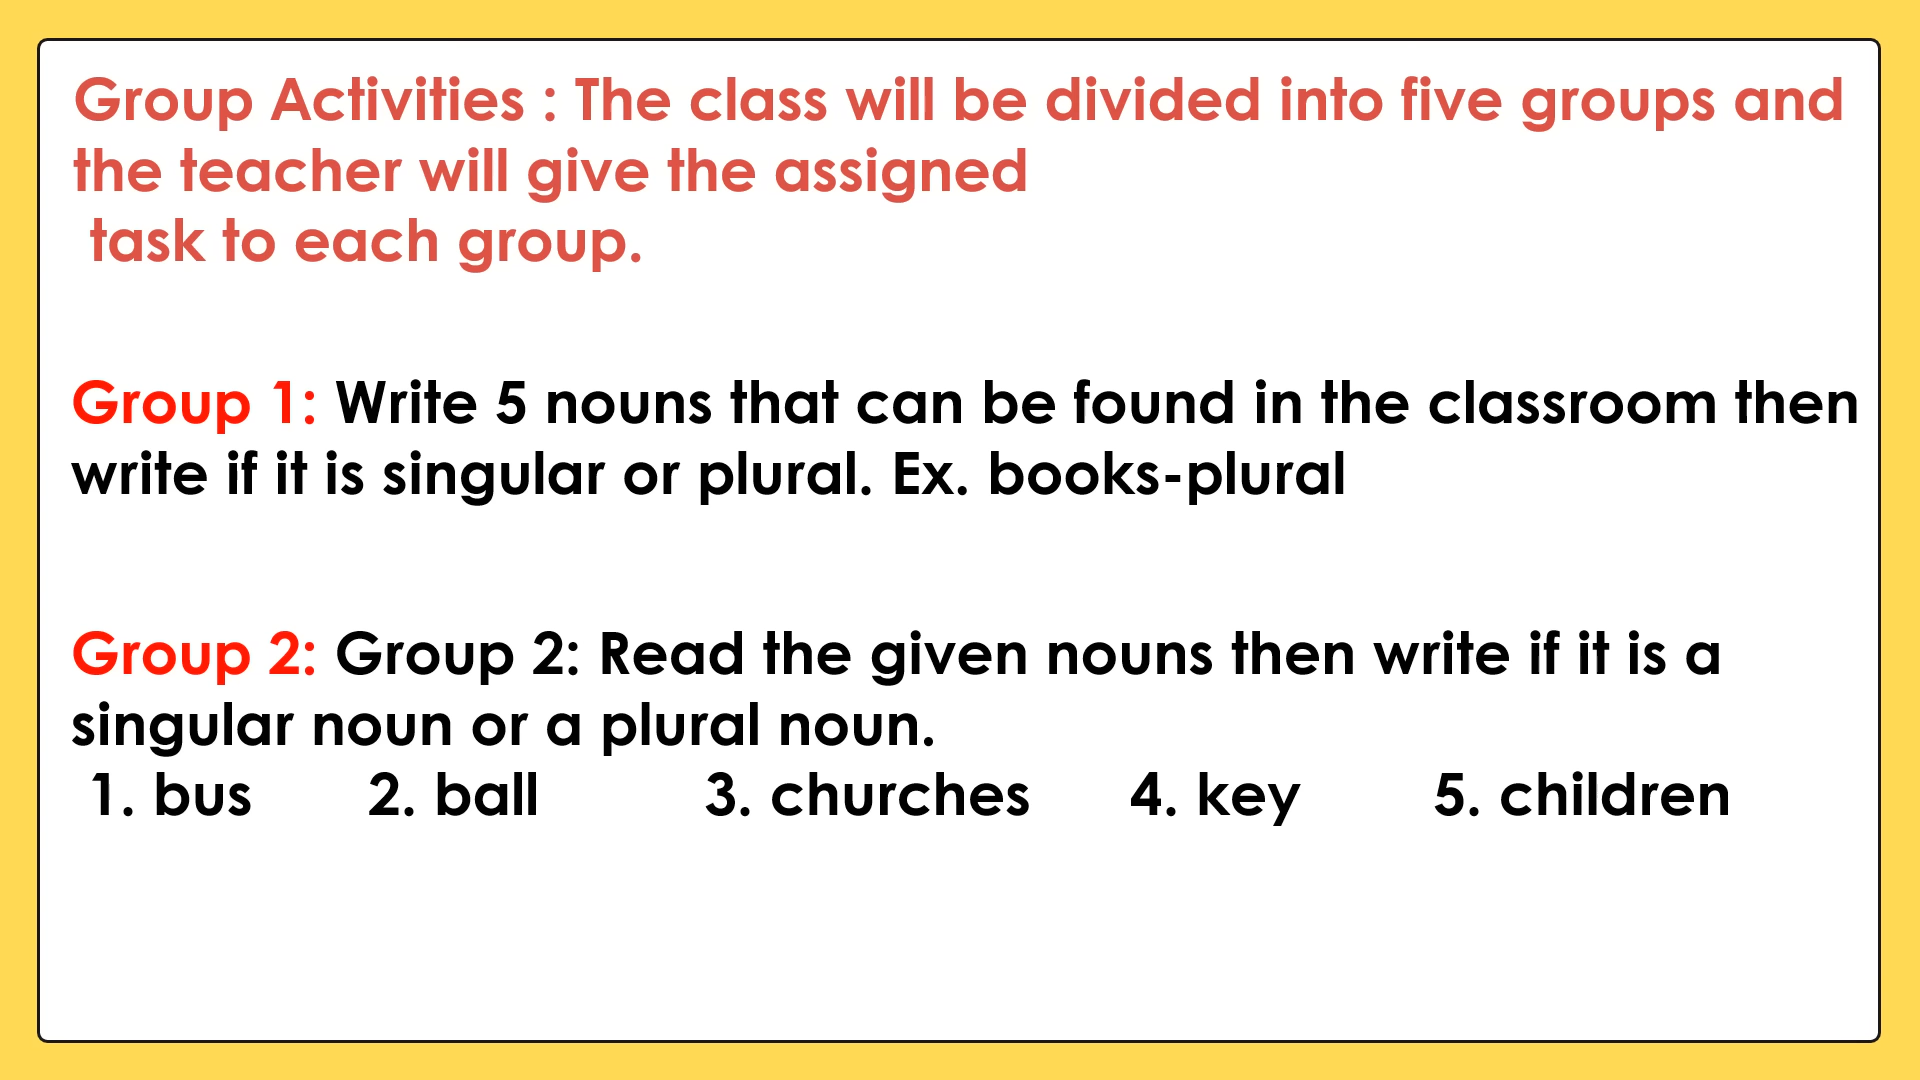 Group Activities : The class will be divided into five groups and
the teacher will give the assigned
task to each group.
Group 1: Write 5 nouns that can be found in the classroom then
write if it is singular or plural. Ex. books-plural
Group 2: Group 2: Read the given nouns then write if it is a
singular noun or a plural noun.
1. bus 2. ball 3. churches 4. key 5. children